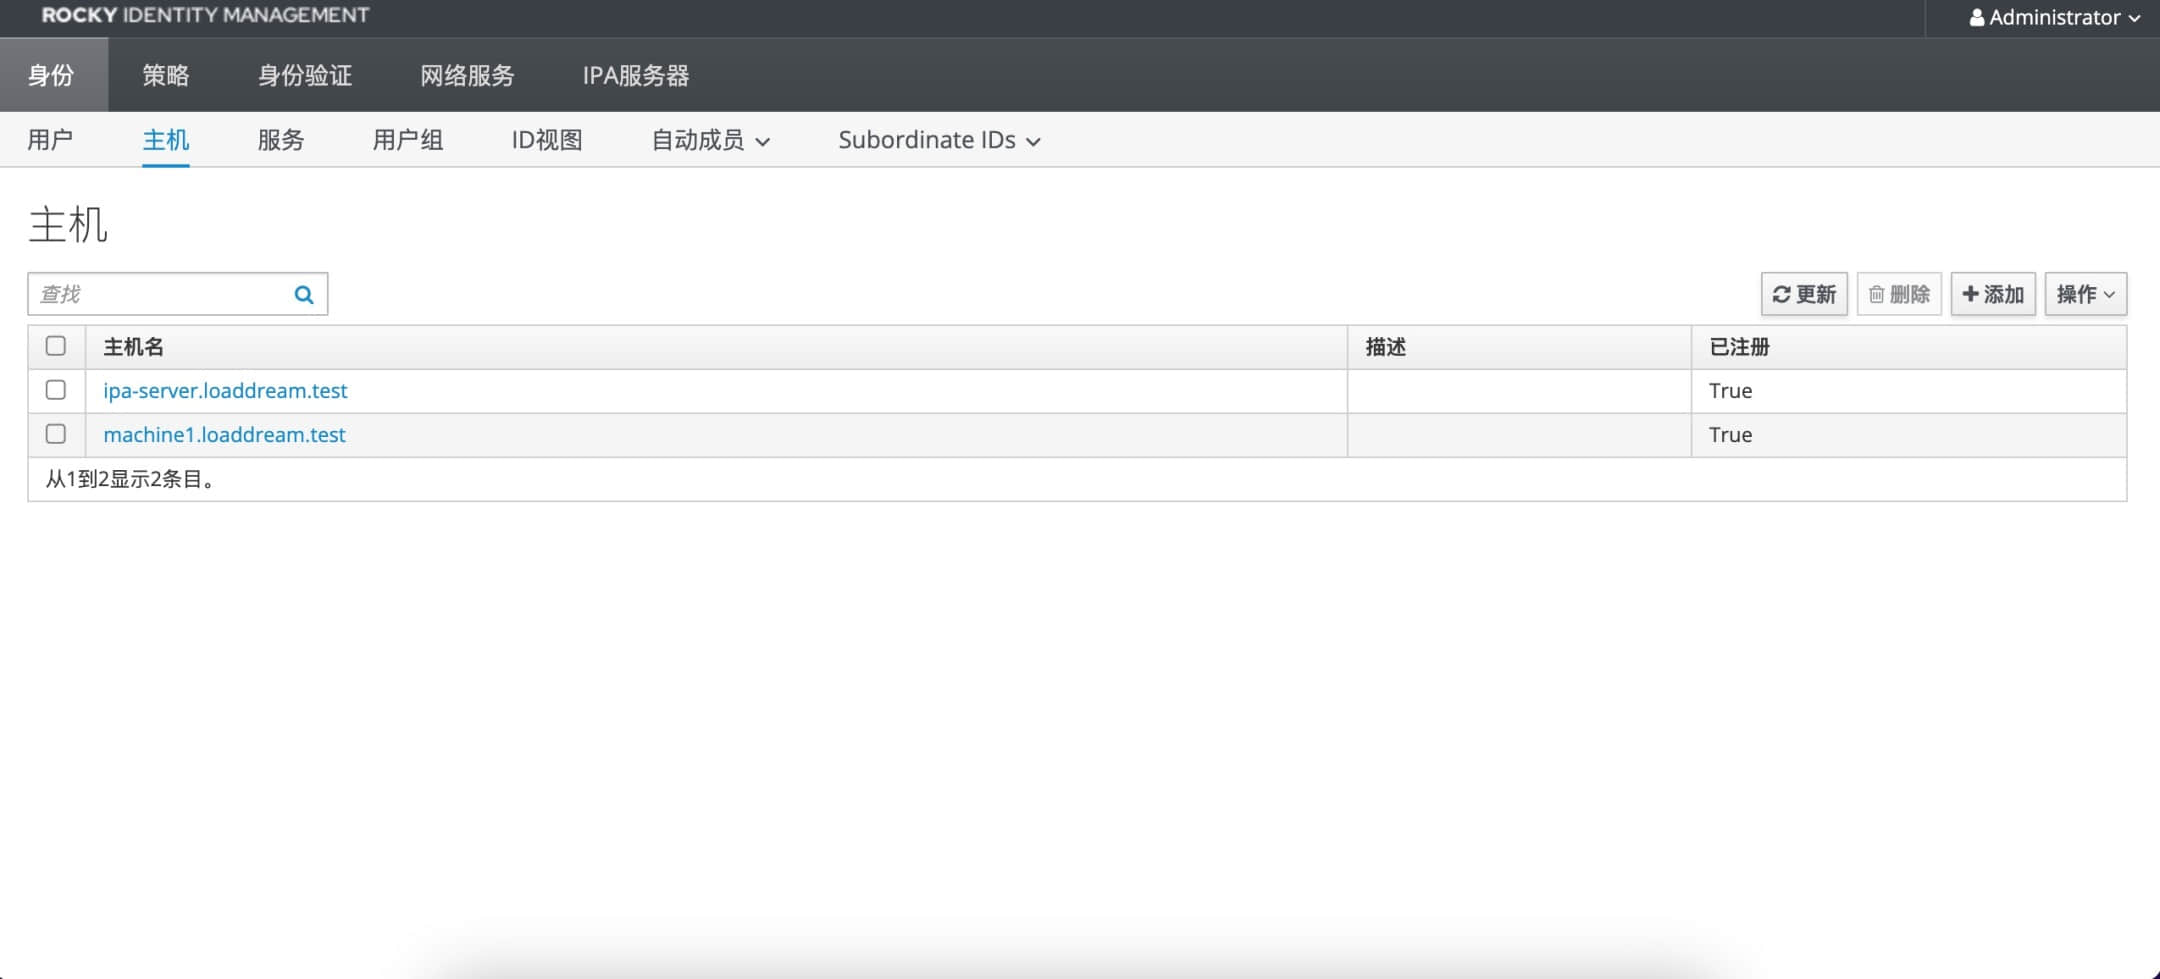 ROCKY IDENTITY MANAGEMENT
Administrator
身份 策略 身份验证 网络服务 IPA服务器
用户 主机 服务 用户组 ID视图 自动成员 Subordinate IDs
主机
查找
更新 删除 添加 操作
主机名 描述 已注册
ipa-server.loaddream.test True
machine1.loaddream.test True
从1到2显示2条目。